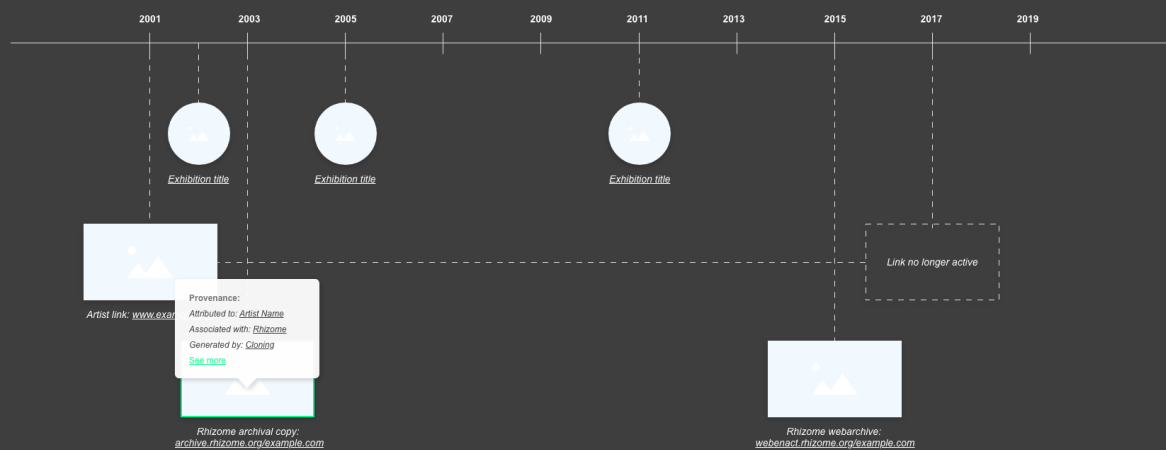 2001
2003
2005
2007
2009
2011
2013
2015
2017
2019
Exhibition title
Exhibition title
Exhibition title
Link no longer active
Artist link: www.exar
Provenance:
Attributed to: Artist Name
Associated with: Rhizome
Generated by: Cloning
See more
Rhizome archival copy:
archive.rhizome.org/example.com
Rhizome webarchive:
webenact.rhizome.org/example.com